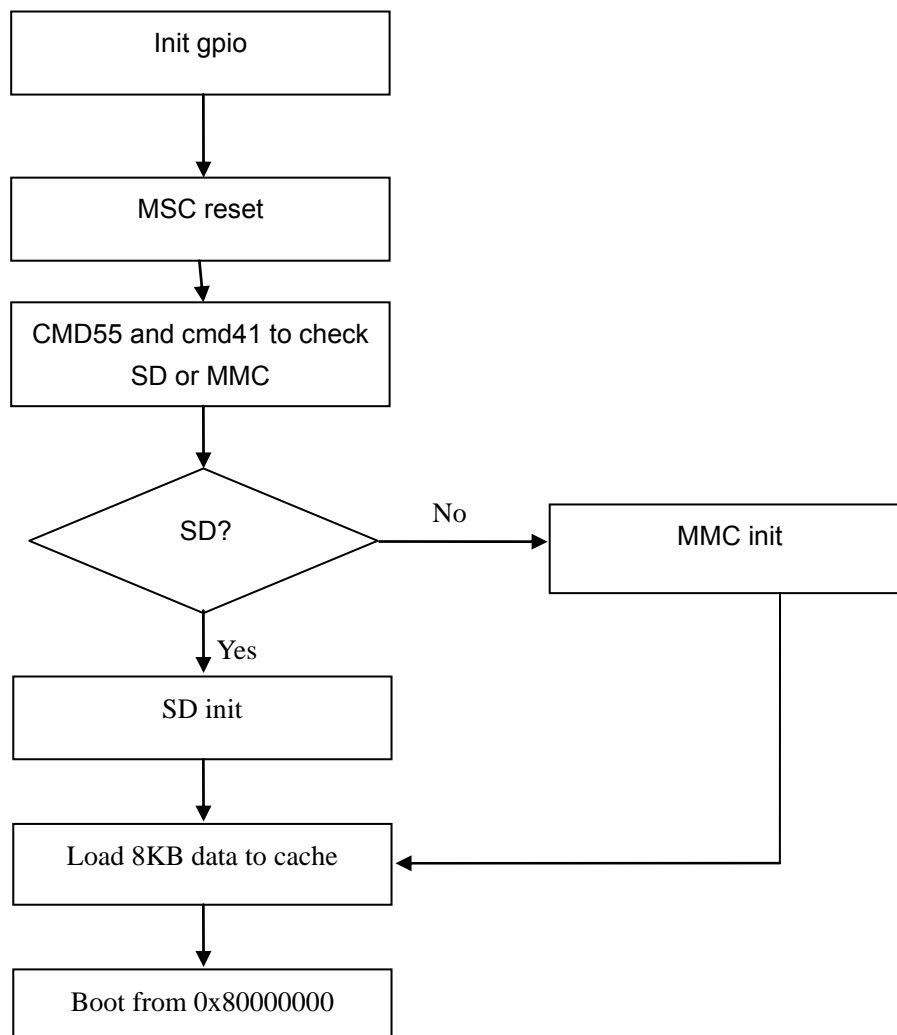 Init gpio
MSC reset
CMD55 and cmd41 to check
SD or MMC
SD?
No
MMC init
Yes
SD init
Load 8KB data to cache
Boot from 0x80000000